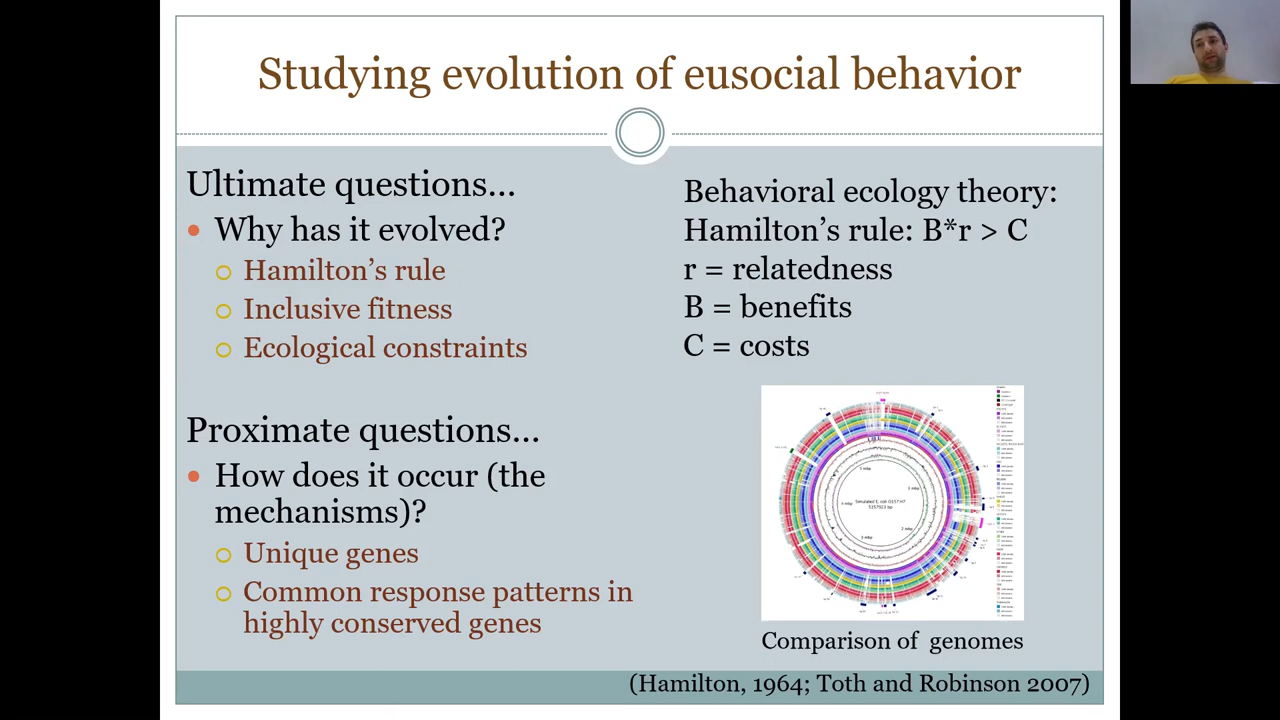 Studying evolution of eusocial behavior
Ultimate questions...
Why has it evolved?
Hamilton's rule
Inclusive fitness
Ecological constraints
Proximate questions...
How does it occur (the
mechanisms)?
Unique genes
Common response patterns in
highly conserved genes
Behavioral ecology theory:
Hamilton's rule: B*r > C
r = relatedness
B = benefits
C = costs
Comparison of genomes
(Hamilton, 1964; Toth and Robinson 2007)